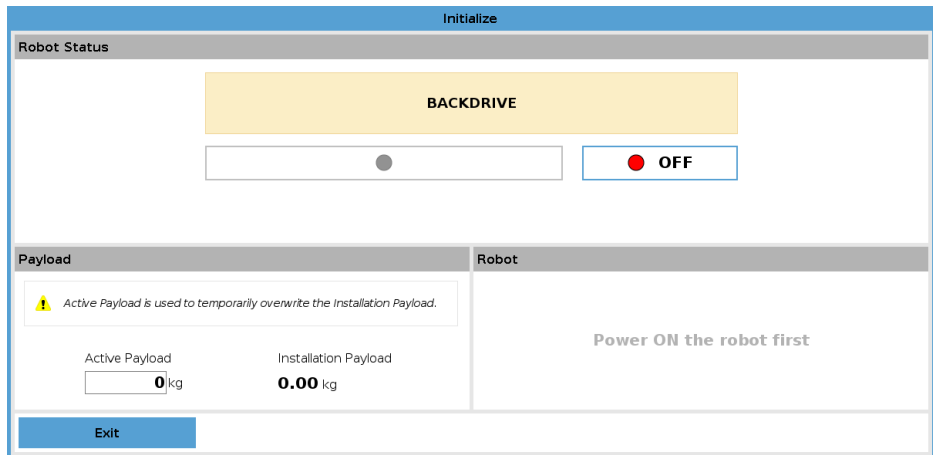 Initialize
Robot Status
BACKDRIVE
OFF
Payload
Active Payload is used to temporarily overwrite the Installation Payload.
Active Payload
Installation Payload
0 kg
0.00 kg
Robot
Power ON the robot first
Exit